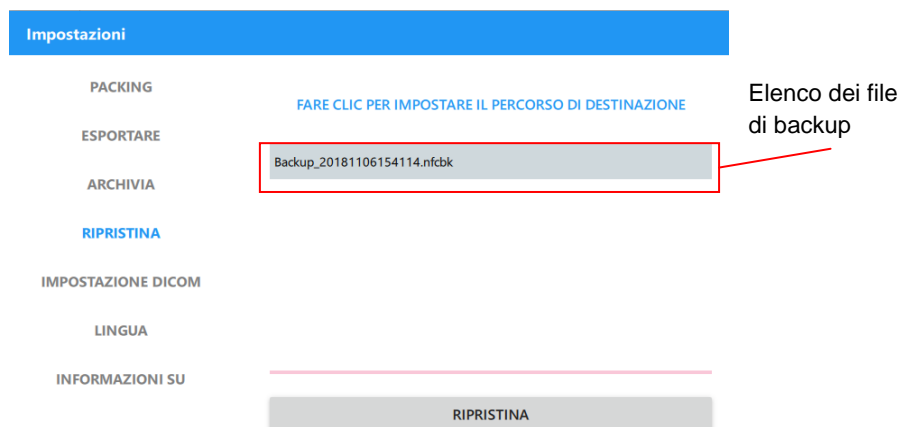 Impostazioni
PACKING
ESPORTARE
ARCHIVIA
RIPRISTINA
IMPOSTAZIONE DICOM
LINGUA
INFORMAZIONI SU
FARE CLIC PER IMPOSTARE IL PERCORSO DI DESTINAZIONE
Backup_20181106154114.nfcbk
RIPRISTINA
Elenco dei file
di backup